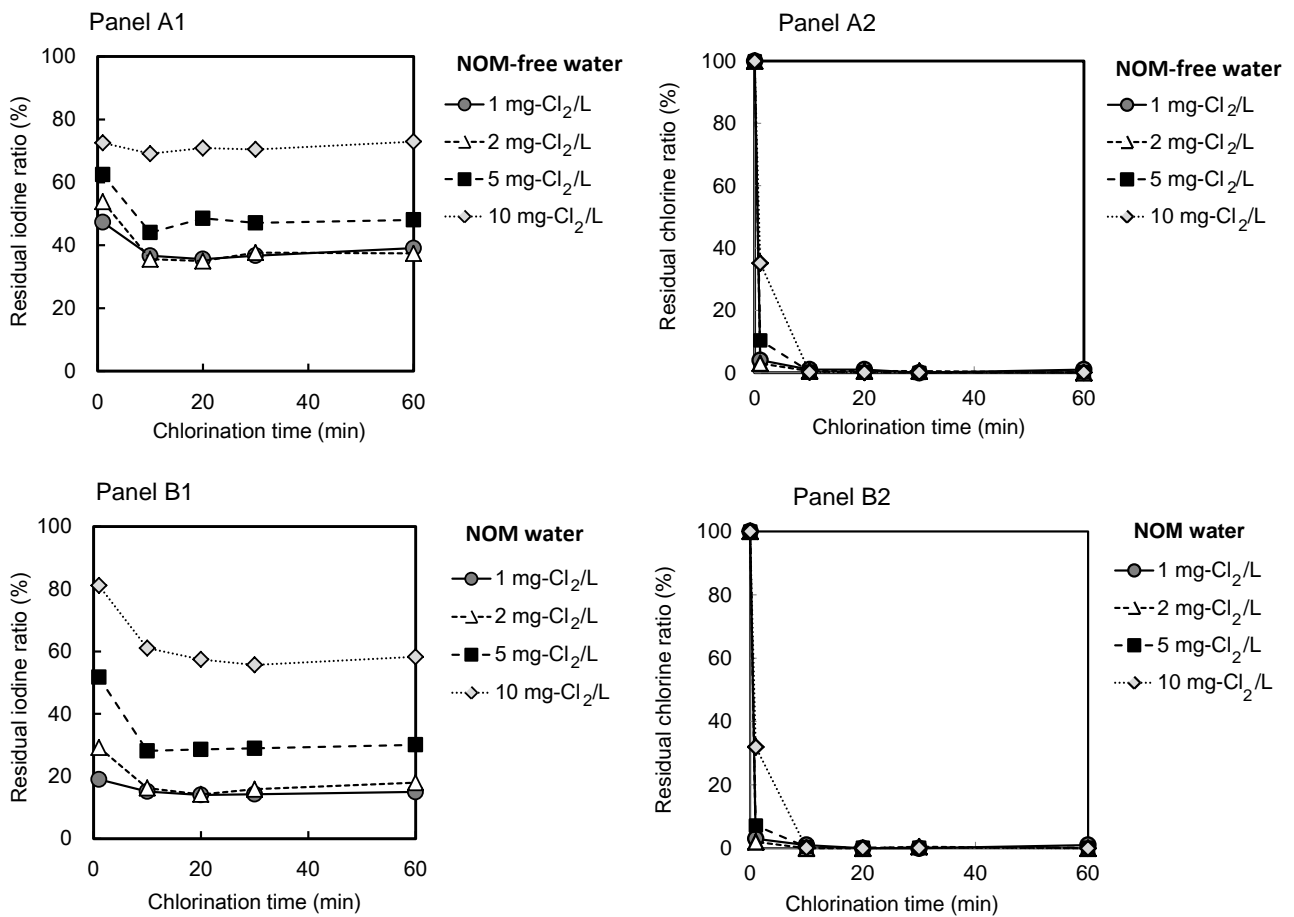 Panel A1
Residual iodine ratio (%)
100
80
60
40
20
0
0
20
40
60
Chlorination time (min)
NOM-free water
1 mg-Cl₂/L
2 mg-Cl₂/L
5 mg-Cl₂/L
10 mg-Cl₂/L
Panel A2
Residual chlorine ratio (%)
100
80
60
40
20
0
0
20
40
60
Chlorination time (min)
NOM-free water
1 mg-Cl₂/L
2 mg-Cl₂/L
5 mg-Cl₂/L
10 mg-Cl₂/L
Panel B1
Residual iodine ratio (%)
100
80
60
40
20
0
0
20
40
60
Chlorination time (min)
NOM water
1 mg-Cl₂/L
2 mg-Cl₂/L
5 mg-Cl₂/L
10 mg-Cl₂/L
Panel B2
Residual chlorine ratio (%)
100
80
60
40
20
0
0
20
40
60
Chlorination time (min)
NOM water
1 mg-Cl₂/L
2 mg-Cl₂/L
5 mg-Cl₂/L
10 mg-Cl₂/L